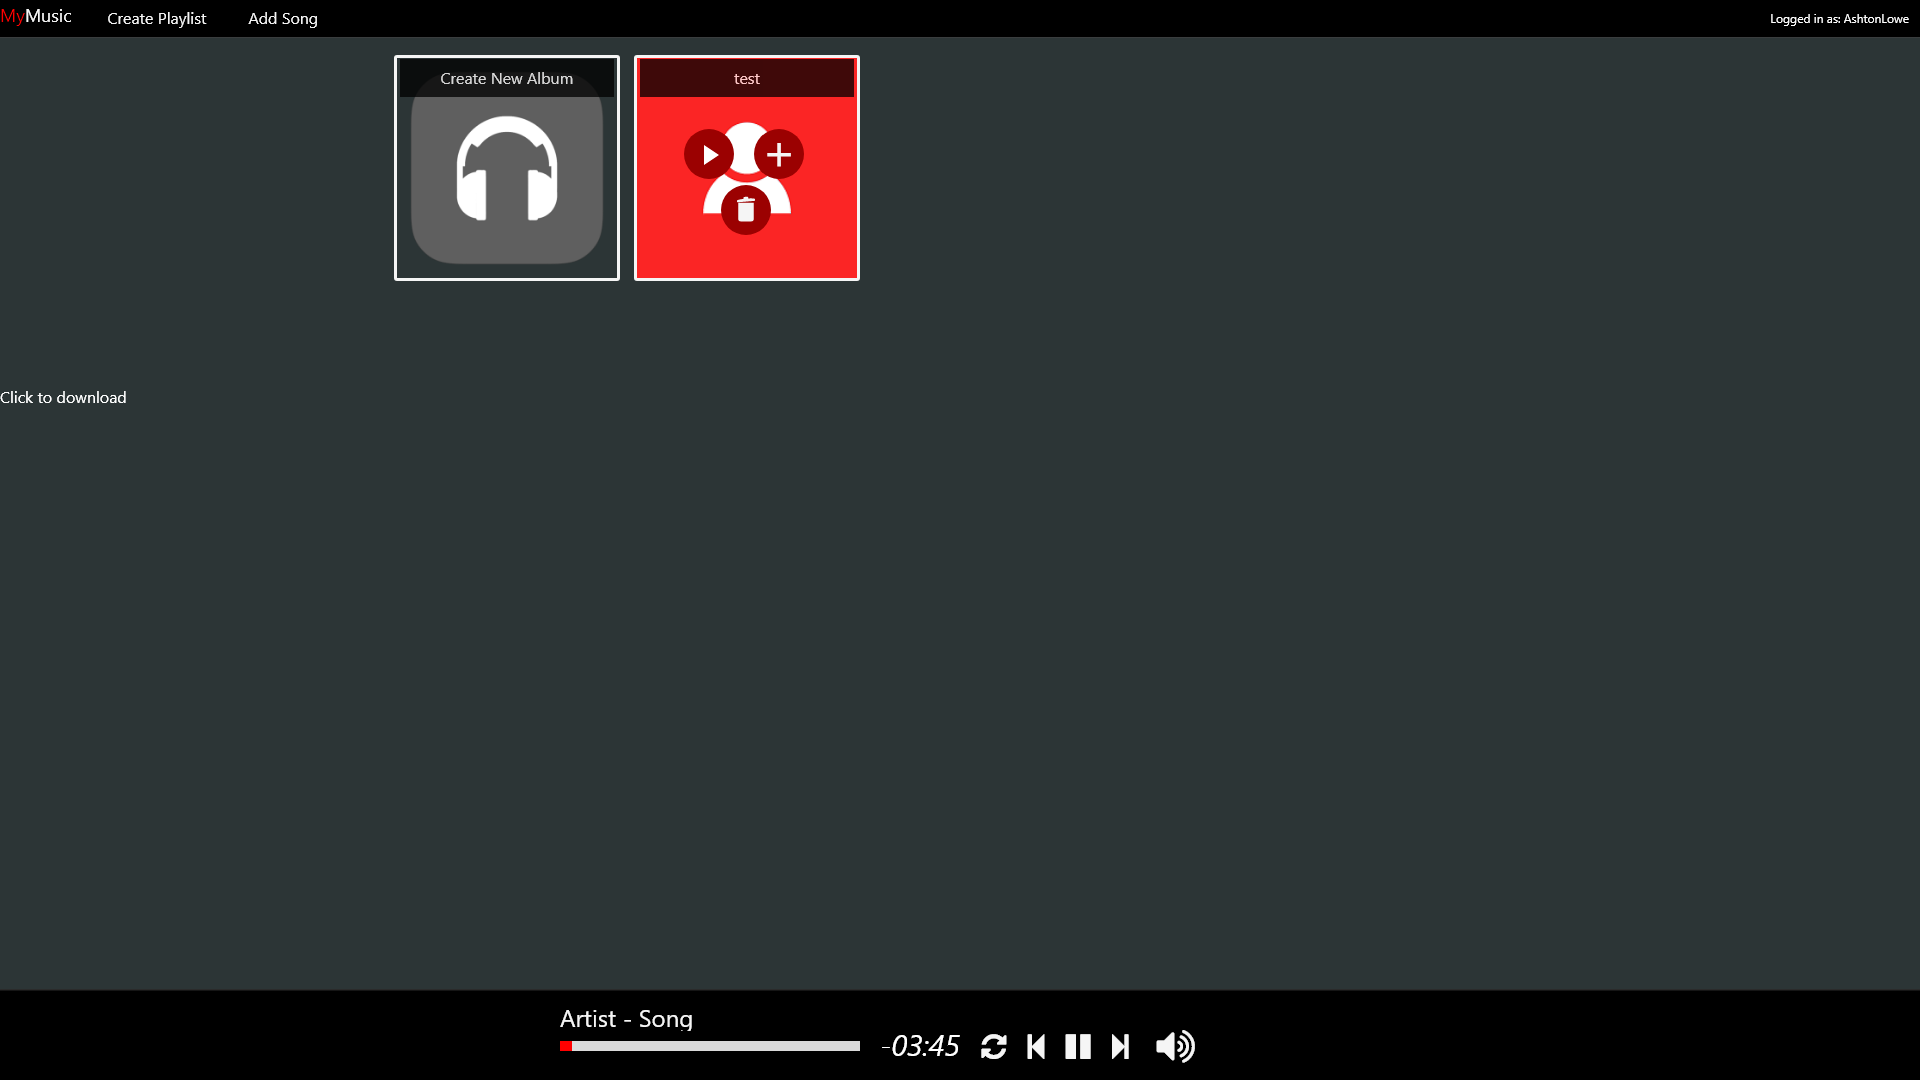 MyMusic
Create Playlist
Add Song
Logged in as: AshtonLowe
Create New Album
test
Click to download
Artist - Song
-03:45